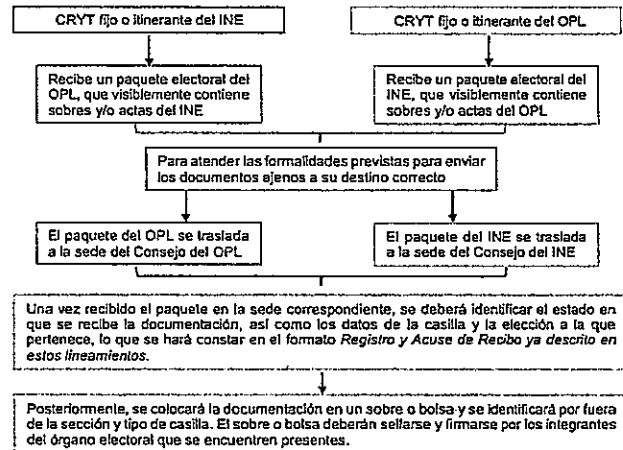 CRYT fijo o itinerante del INE
CRYT fijo o itinerante del OPL
Recibe un paquete electoral del
OPL, que visiblemente contiene
sobres y/o actas del INE
Recibe un paquete electoral del
INE, que visiblemente contiene
sobres y/o actas del OPL
Para atender las formalidades previstas para enviar
los documentos ajenos a su destino correcto
El paquete del OPL se traslada
a la sede del Consejo del OPL
El paquete del INE se traslada
a la sede del Consejo del INE
Una vez recibido el paquete en la sede correspondiente, se deberá identificar el estado en
que se recibe la documentación, así como los datos de la casilla y la elección a la que
pertenece, lo que se hará constar en el formato Registro y Acuse de Recibo ya descrito en
estos lineamientos.
Posteriormente, se colocará la documentación en un sobre o bolsa y se identificará por fuera
de la sección y tipo de casilla. El sobre o bolsa deberán sellarse y firmarse por los integrantes
del órgano electoral que se encuentren presentes.